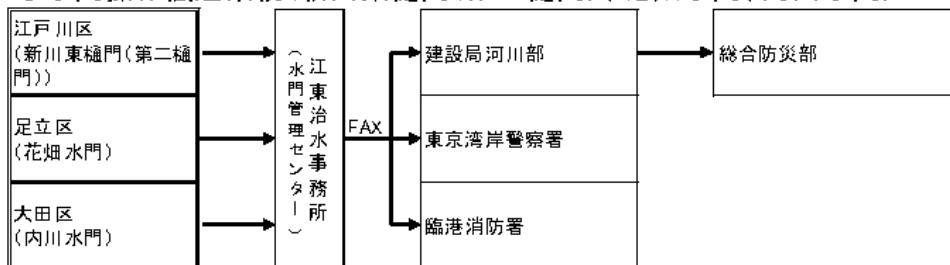 江戸川区
(新川東樋門(第二樋
門))
足立区
(花畑水門)
大田区
(内川水門)
江東治水事務所
(水門管理センター)
FAX
建設局河川部
東京湾岸警察署
臨港消防署
総合防災部